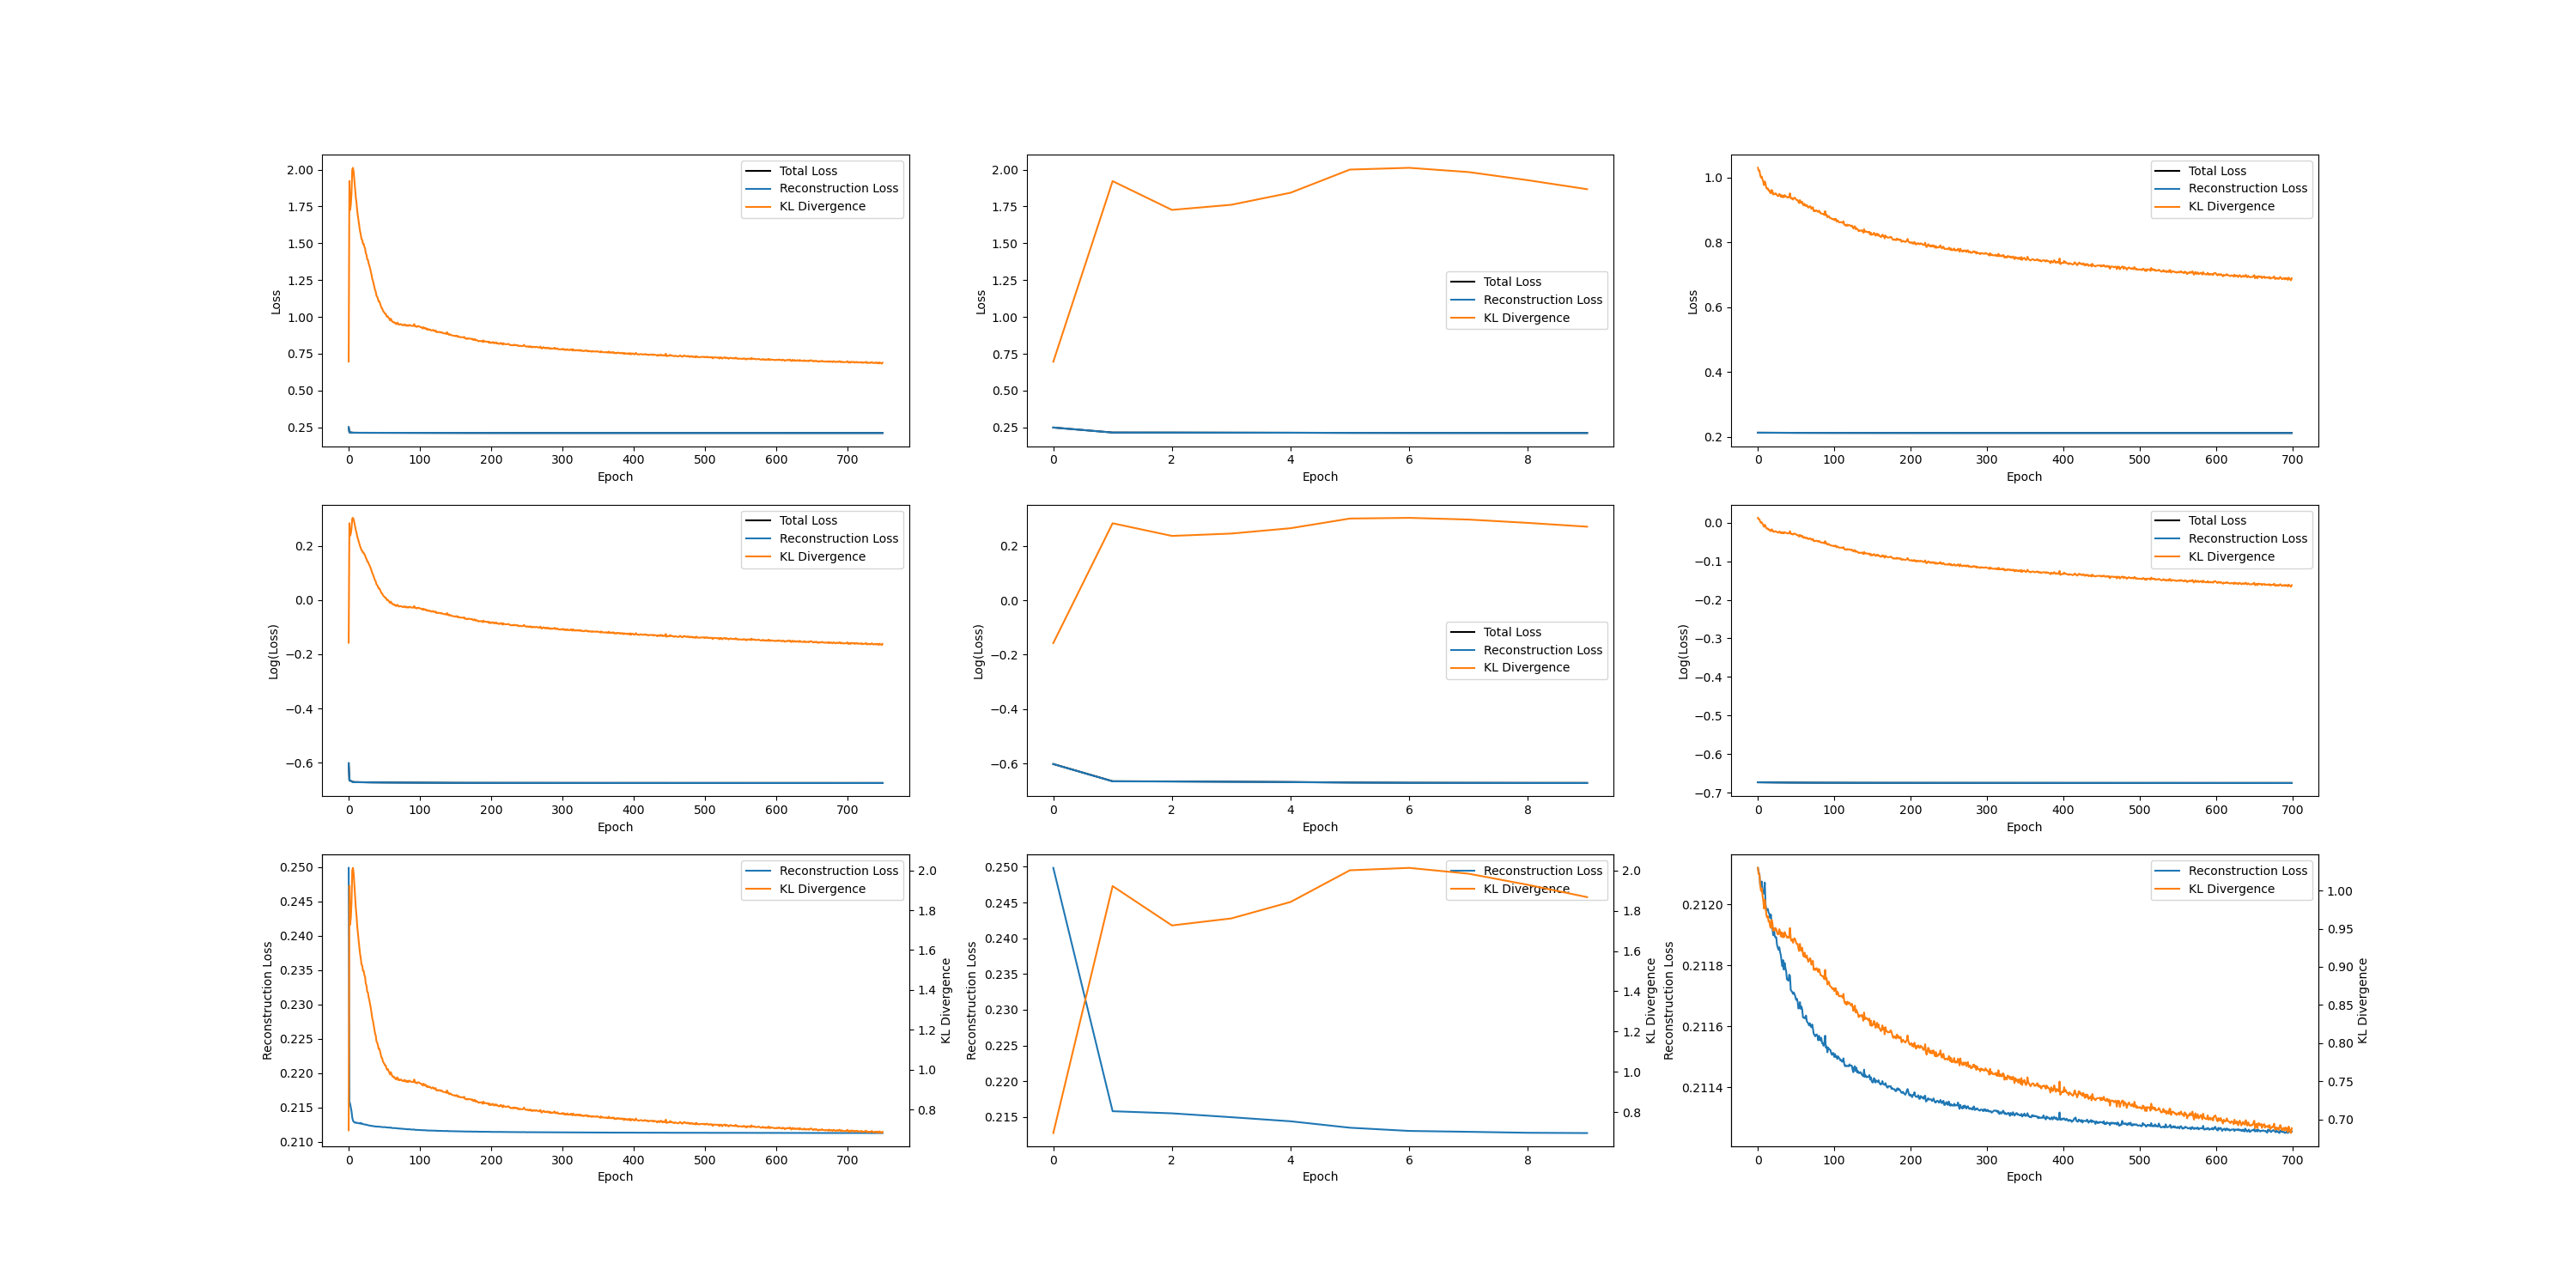 2.00
1.75
1.50
1.25
1.00
0.75
0.50
0.25
Loss
0 100 200 300 400 500 600 700
Epoch
Total Loss
Reconstruction Loss
KL Divergence
2.00
1.75
1.50
1.25
1.00
0.75
0.50
0.25
Loss
0 2 4 6 8
Epoch
Total Loss
Reconstruction Loss
KL Divergence
1.0
0.8
0.6
0.4
0.2
Loss
0 100 200 300 400 500 600 700
Epoch
Total Loss
Reconstruction Loss
KL Divergence
0.2
0.0
−0.2
−0.4
−0.6
Log(Loss)
0 100 200 300 400 500 600 700
Epoch
Total Loss
Reconstruction Loss
KL Divergence
0.2
0.0
−0.2
−0.4
−0.6
Log(Loss)
0 2 4 6 8
Epoch
Total Loss
Reconstruction Loss
KL Divergence
0.0
−0.1
−0.2
−0.3
−0.4
−0.5
−0.6
−0.7
Log(Loss)
0 100 200 300 400 500 600 700
Epoch
Total Loss
Reconstruction Loss
KL Divergence
0.250
0.245
0.240
0.235
0.230
0.225
0.220
0.215
0.210
Reconstruction Loss
0 100 200 300 400 500 600 700
Epoch
Reconstruction Loss
KL Divergence
2.0
1.8
1.6
1.4
1.2
1.0
0.8
KL Divergence
0.250
0.245
0.240
0.235
0.230
0.225
0.220
0.215
Reconstruction Loss
0 2 4 6 8
Epoch
Reconstruction Loss
KL Divergence
2.0
1.8
1.6
1.4
1.2
1.0
0.8
KL Divergence
0.2120
0.2118
0.2116
0.2114
Reconstruction Loss
0 100 200 300 400 500 600 700
Epoch
Reconstruction Loss
KL Divergence
1.00
0.95
0.90
0.85
0.80
0.75
0.70
KL Divergence